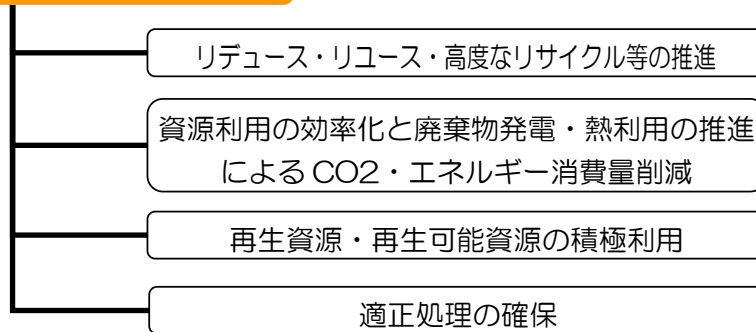 リデュース・リユース・高度なリサイクル等の推進
資源利用の効率化と廃棄物発電・熱利用の推進
による CO2・エネルギー消費量削減
再生資源・再生可能資源の積極利用
適正処理の確保